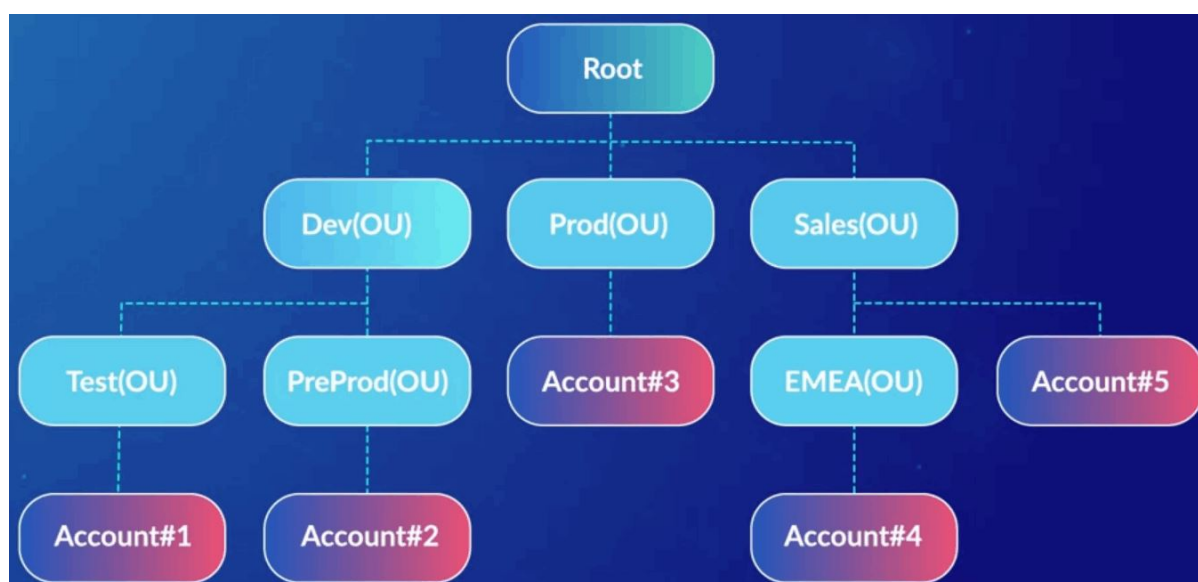 Root
Dev(OU)
Prod(OU)
Sales(OU)
Test(OU)
PreProd(OU)
Account#3
EMEA(OU)
Account#5
Account#1
Account#2
Account#4